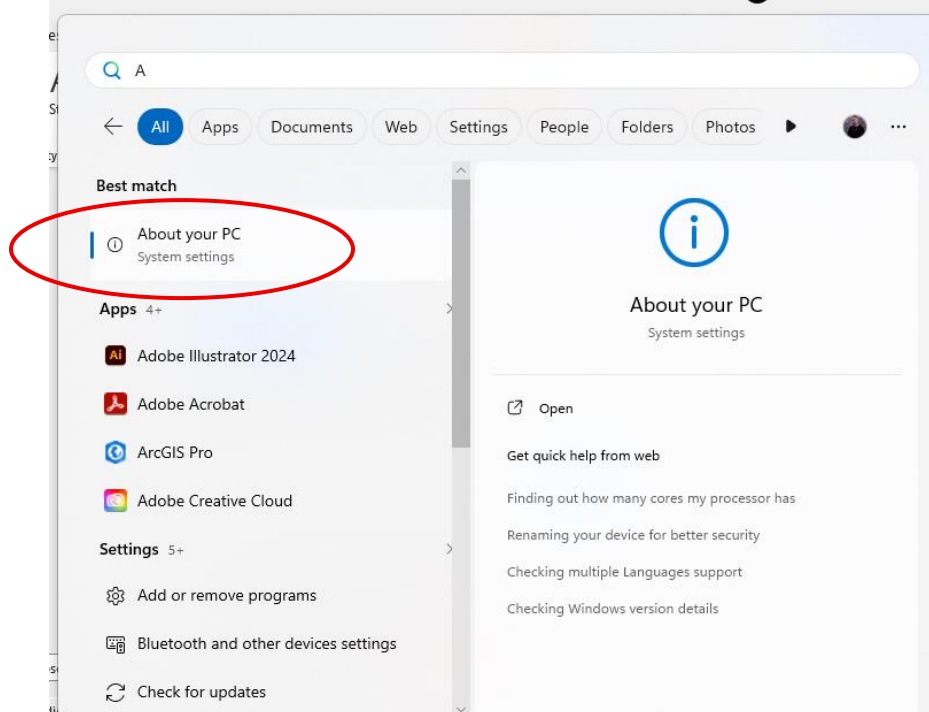 A
All Apps Documents Web Settings People Folders Photos
Best match
About your PC
System settings
Apps 4+
Adobe Illustrator 2024
Adobe Acrobat
ArcGIS Pro
Adobe Creative Cloud
Settings 5+
Add or remove programs
Bluetooth and other devices settings
Check for updates
About your PC
System settings
Open
Get quick help from web
Finding out how many cores my processor has
Renaming your device for better security
Checking multiple Languages support
Checking Windows version details